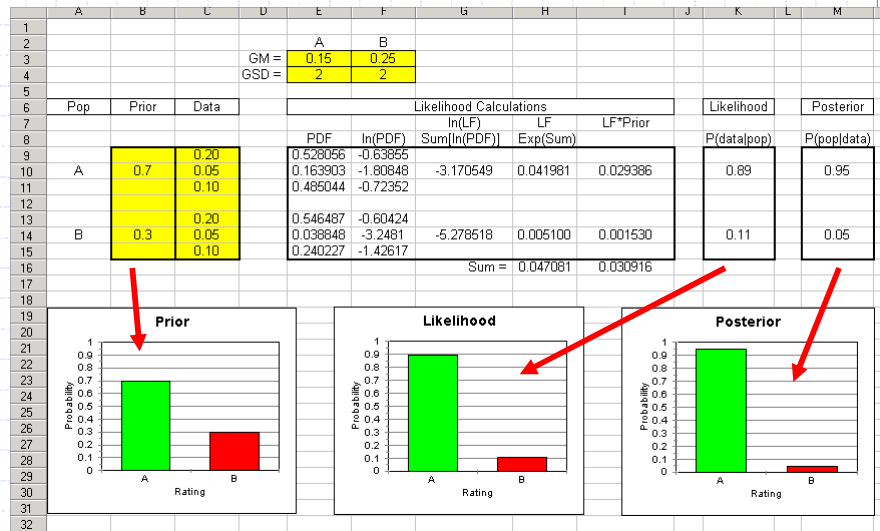 A B C D E F G H I J K L M
1
2 A B
3 GM = 0.15 0.25
4 GSD = 2 2
5
6 Pop Prior Data Likelihood Calculations Likelihood Posterior
7 ln(LF) LF LF*Prior
8 PDF ln(PDF) Sum[ln(PDF)] Exp(Sum) P(data|pop) P(pop|data)
9 0.20 0.528056 -0.63855
10 A 0.7 0.05 0.163903 -1.80848 -3.170549 0.041981 0.029386 0.89 0.95
11 0.10 0.485044 -0.72352
12
13 0.20 0.546487 -0.60424
14 B 0.3 0.05 0.038848 -3.2481 -5.278518 0.005100 0.001530 0.11 0.05
15 0.10 0.240227 -1.42617
16 Sum = 0.047081 0.030916
17
18
19
20
21
22
23
24
25
26
27
28
29
30
31
32
Prior
1
0.9
0.8
0.7
0.6
0.5
0.4
0.3
0.2
0.1
0
Probability
A B
Rating
Likelihood
1
0.9
0.8
0.7
0.6
0.5
0.4
0.3
0.2
0.1
0
Probability
A B
Rating
Posterior
1
0.9
0.8
0.7
0.6
0.5
0.4
0.3
0.2
0.1
0
Probability
A B
Rating